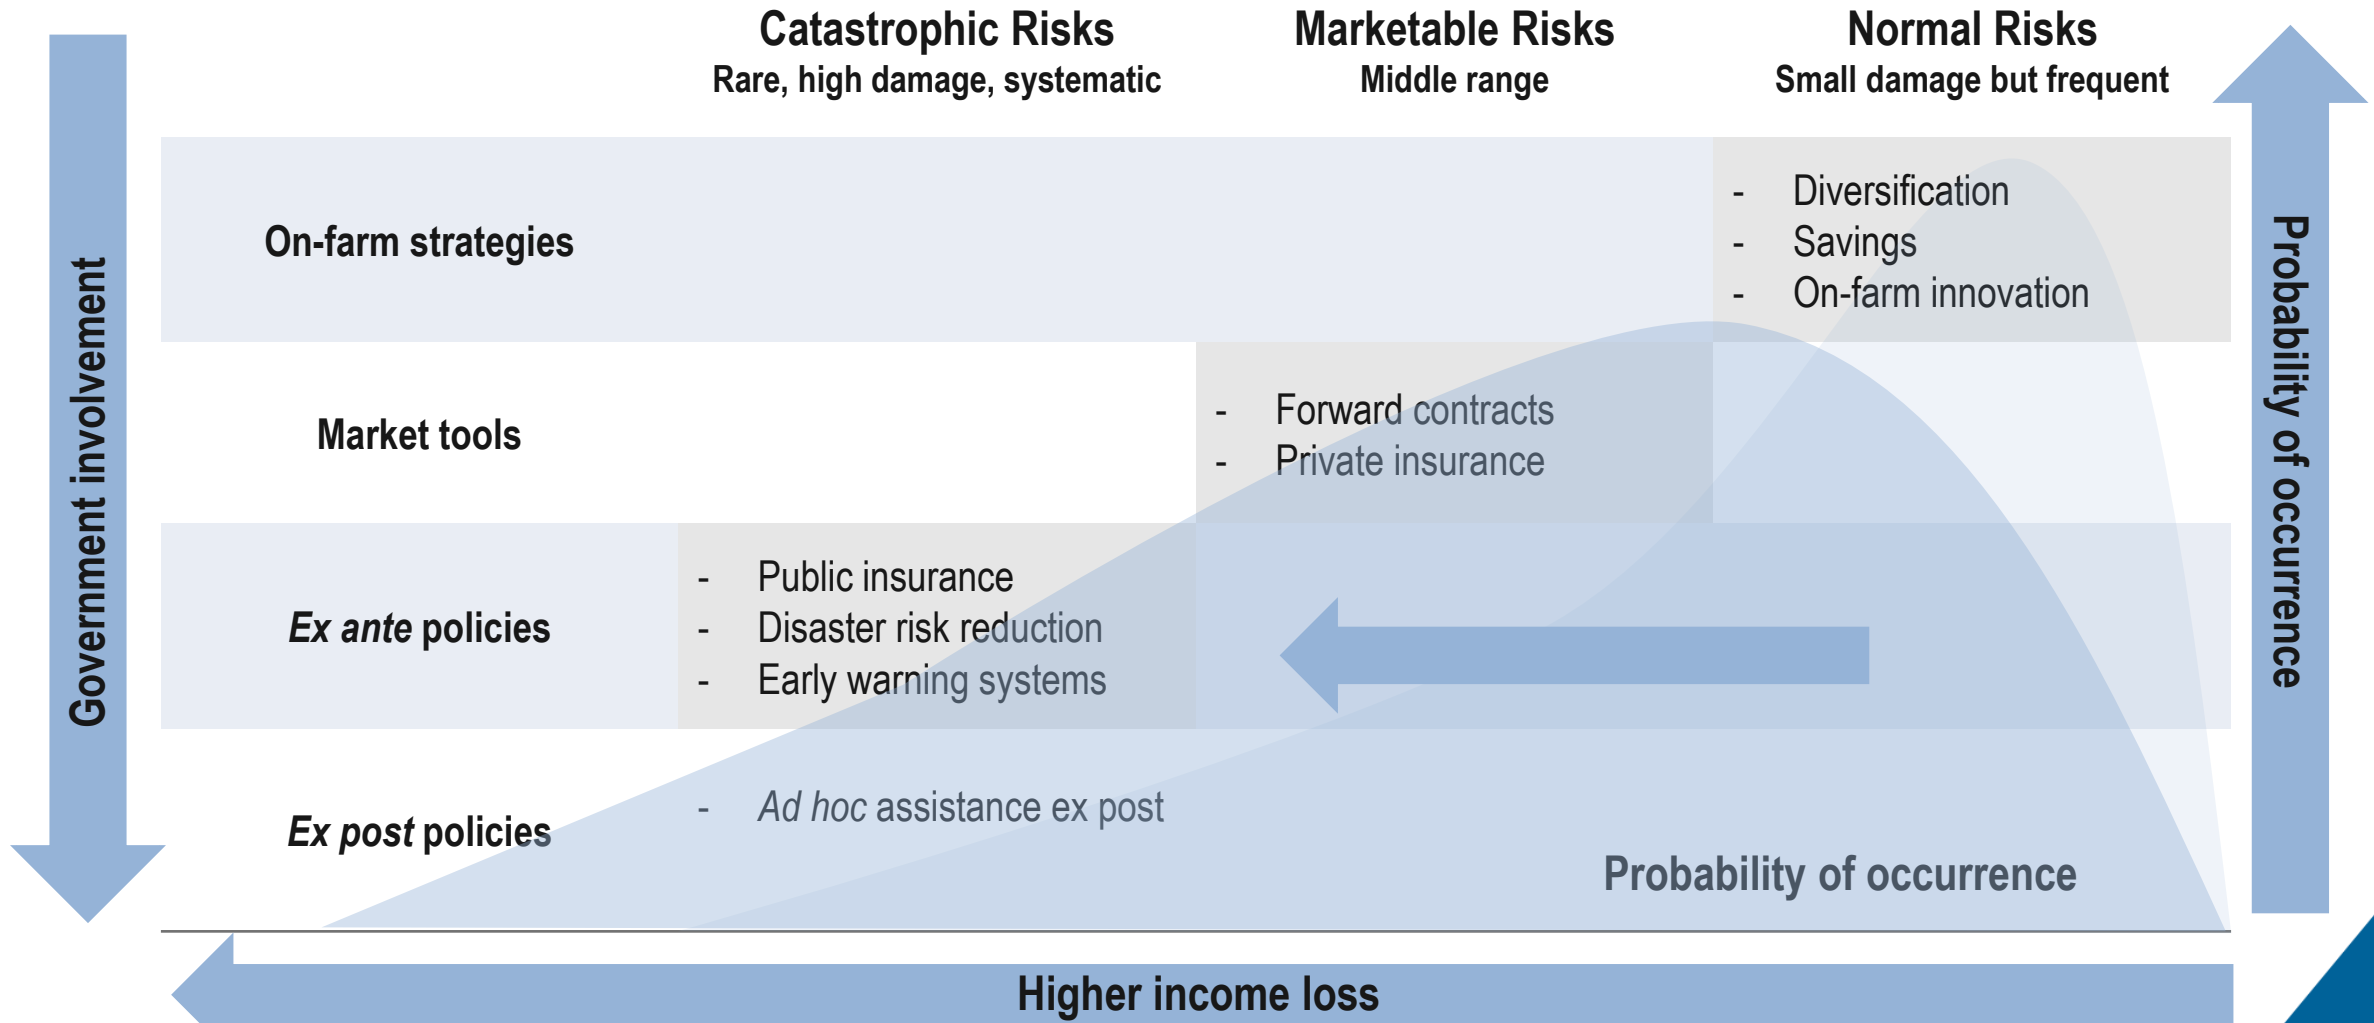 Catastrophic Risks
Rare, high damage, systematic
Marketable Risks
Middle range
Normal Risks
Small damage but frequent
Government involvement
On-farm strategies
- Diversification
- Savings
- On-farm innovation
Market tools
- Forward contracts
- Private insurance
Ex ante policies
- Public insurance
- Disaster risk reduction
- Early warning systems
Ex post policies
- Ad hoc assistance ex post
Probability of occurrence
Probability of occurrence
Higher income loss